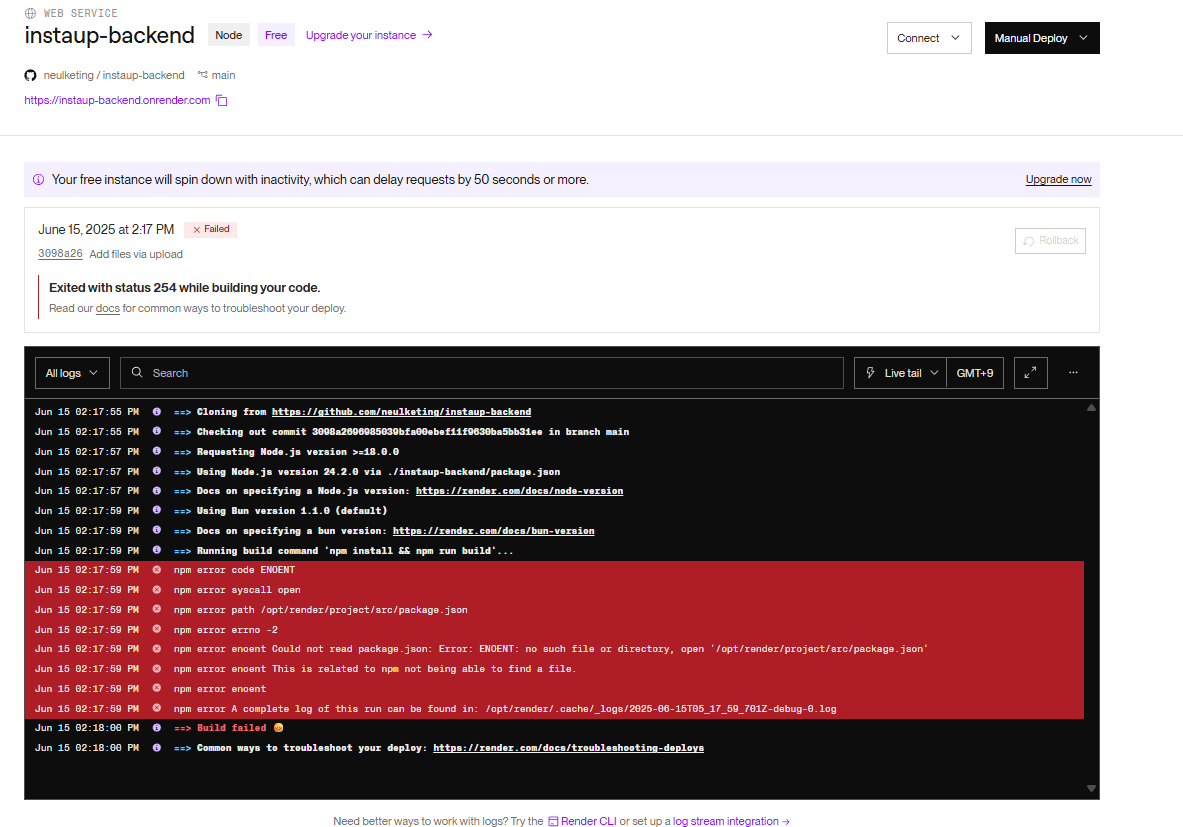 WEB SERVICE
instaup-backend Node Free Upgrade your instance → Connect Manual Deploy
neulketing / instaup-backend main
https://instaup-backend.onrender.com
Your free instance will spin down with inactivity, which can delay requests by 50 seconds or more. Upgrade now
June 15, 2025 at 2:17 PM Failed
3098a26 Add files via upload Rollback
Exited with status 254 while building your code.
Read our docs for common ways to troubleshoot your deploy.
All logs Search Live tail GMT+9 ...
Jun 15 02:17:55 PM ==> Cloning from https://github.com/neulketing/instaup-backend
Jun 15 02:17:55 PM ==> Checking out commit 3098a2696985039bfa00ebef11f9630ba5bb31ee in branch main
Jun 15 02:17:57 PM ==> Requesting Node.js version >=18.0.0
Jun 15 02:17:57 PM ==> Using Node.js version 24.2.0 via ./instaup-backend/package.json
Jun 15 02:17:57 PM ==> Docs on specifying a Node.js version: https://render.com/docs/node-version
Jun 15 02:17:59 PM ==> Using Bun version 1.1.0 (default)
Jun 15 02:17:59 PM ==> Docs on specifying a bun version: https://render.com/docs/bun-version
Jun 15 02:17:59 PM ==> Running build command 'npm install && npm run build'...
Jun 15 02:17:59 PM npm error code ENOENT
Jun 15 02:17:59 PM npm error syscall open
Jun 15 02:17:59 PM npm error path /opt/render/project/src/package.json
Jun 15 02:17:59 PM npm error errno -2
Jun 15 02:17:59 PM npm error enoent Could not read package.json: Error: ENOENT: no such file or directory, open '/opt/render/project/src/package.json'
Jun 15 02:17:59 PM npm error enoent This is related to npm not being able to find a file.
Jun 15 02:17:59 PM npm error enoent
Jun 15 02:17:59 PM npm error A complete log of this run can be found in: /opt/render/.cache/_logs/2025-06-15T05_17_59_701Z-debug-0.log
Jun 15 02:18:00 PM ==> Build failed 😞
Jun 15 02:18:00 PM ==> Common ways to troubleshoot your deploy: https://render.com/docs/troubleshooting-deploys
Need better ways to work with logs? Try the Render CLI or set up a log stream integration →